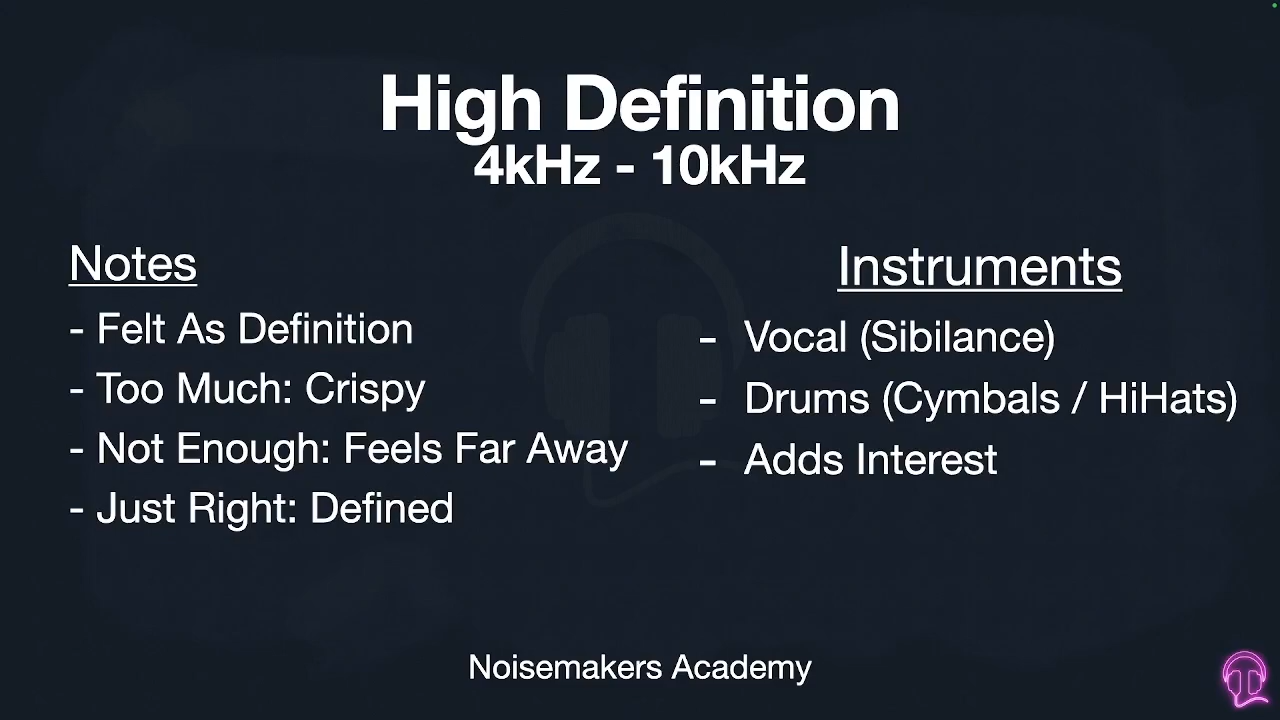 High Definition
4kHz - 10kHz
Notes
- Felt As Definition
- Too Much: Crispy
- Not Enough: Feels Far Away
- Just Right: Defined
Instruments
- Vocal (Sibilance)
- Drums (Cymbals / HiHats)
- Adds Interest
Noisemakers Academy